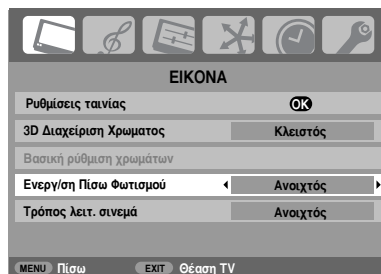 ΕΙΚΟΝΑ
Ρυθμίσεις ταινίας OK
3D Διαχείριση Χρωματος Κλειστός
Βασική ρύθμιση χρωμάτων
Ενεργ/ση Πίσω Φωτισμού Ανοιχτός
Τρόπος λειτ. σινεμά Ανοιχτός
MENU Πίσω EXIT Θέαση TV